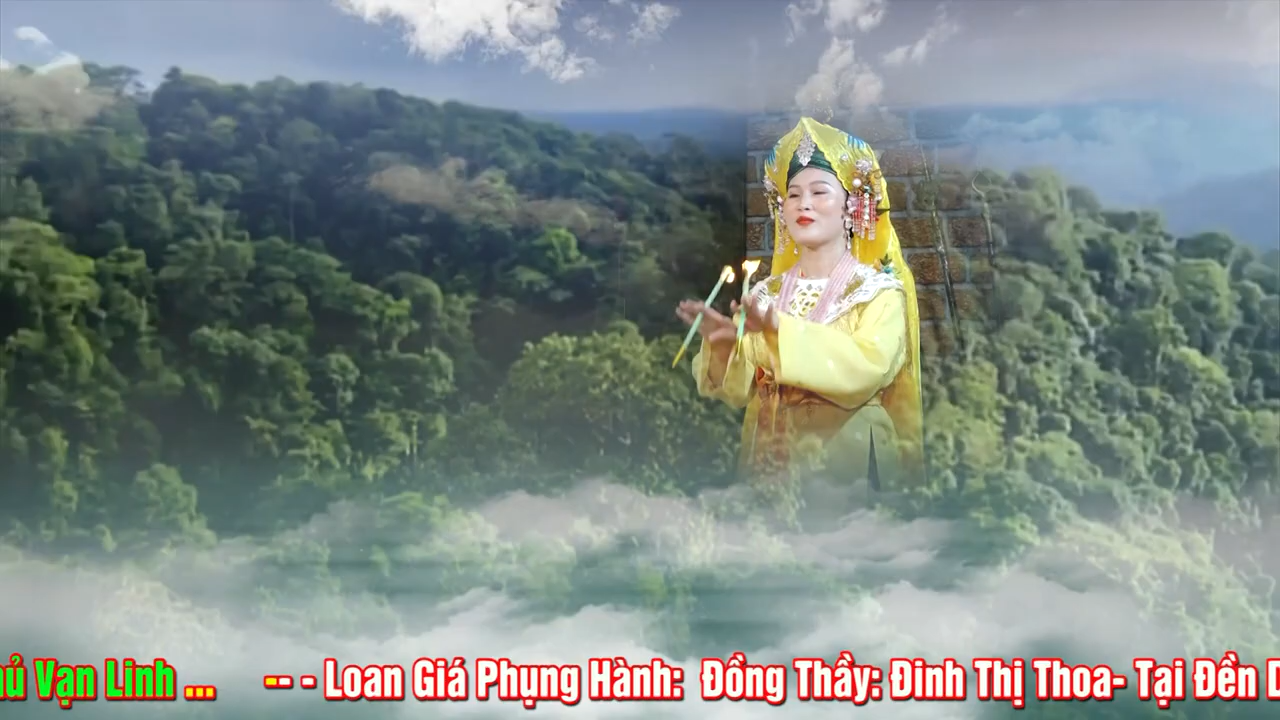 Vạn Linh ... -- - Loan Giá Phụng Hành: Đồng Thầy: Đinh Thị Thoa- Tại Đền